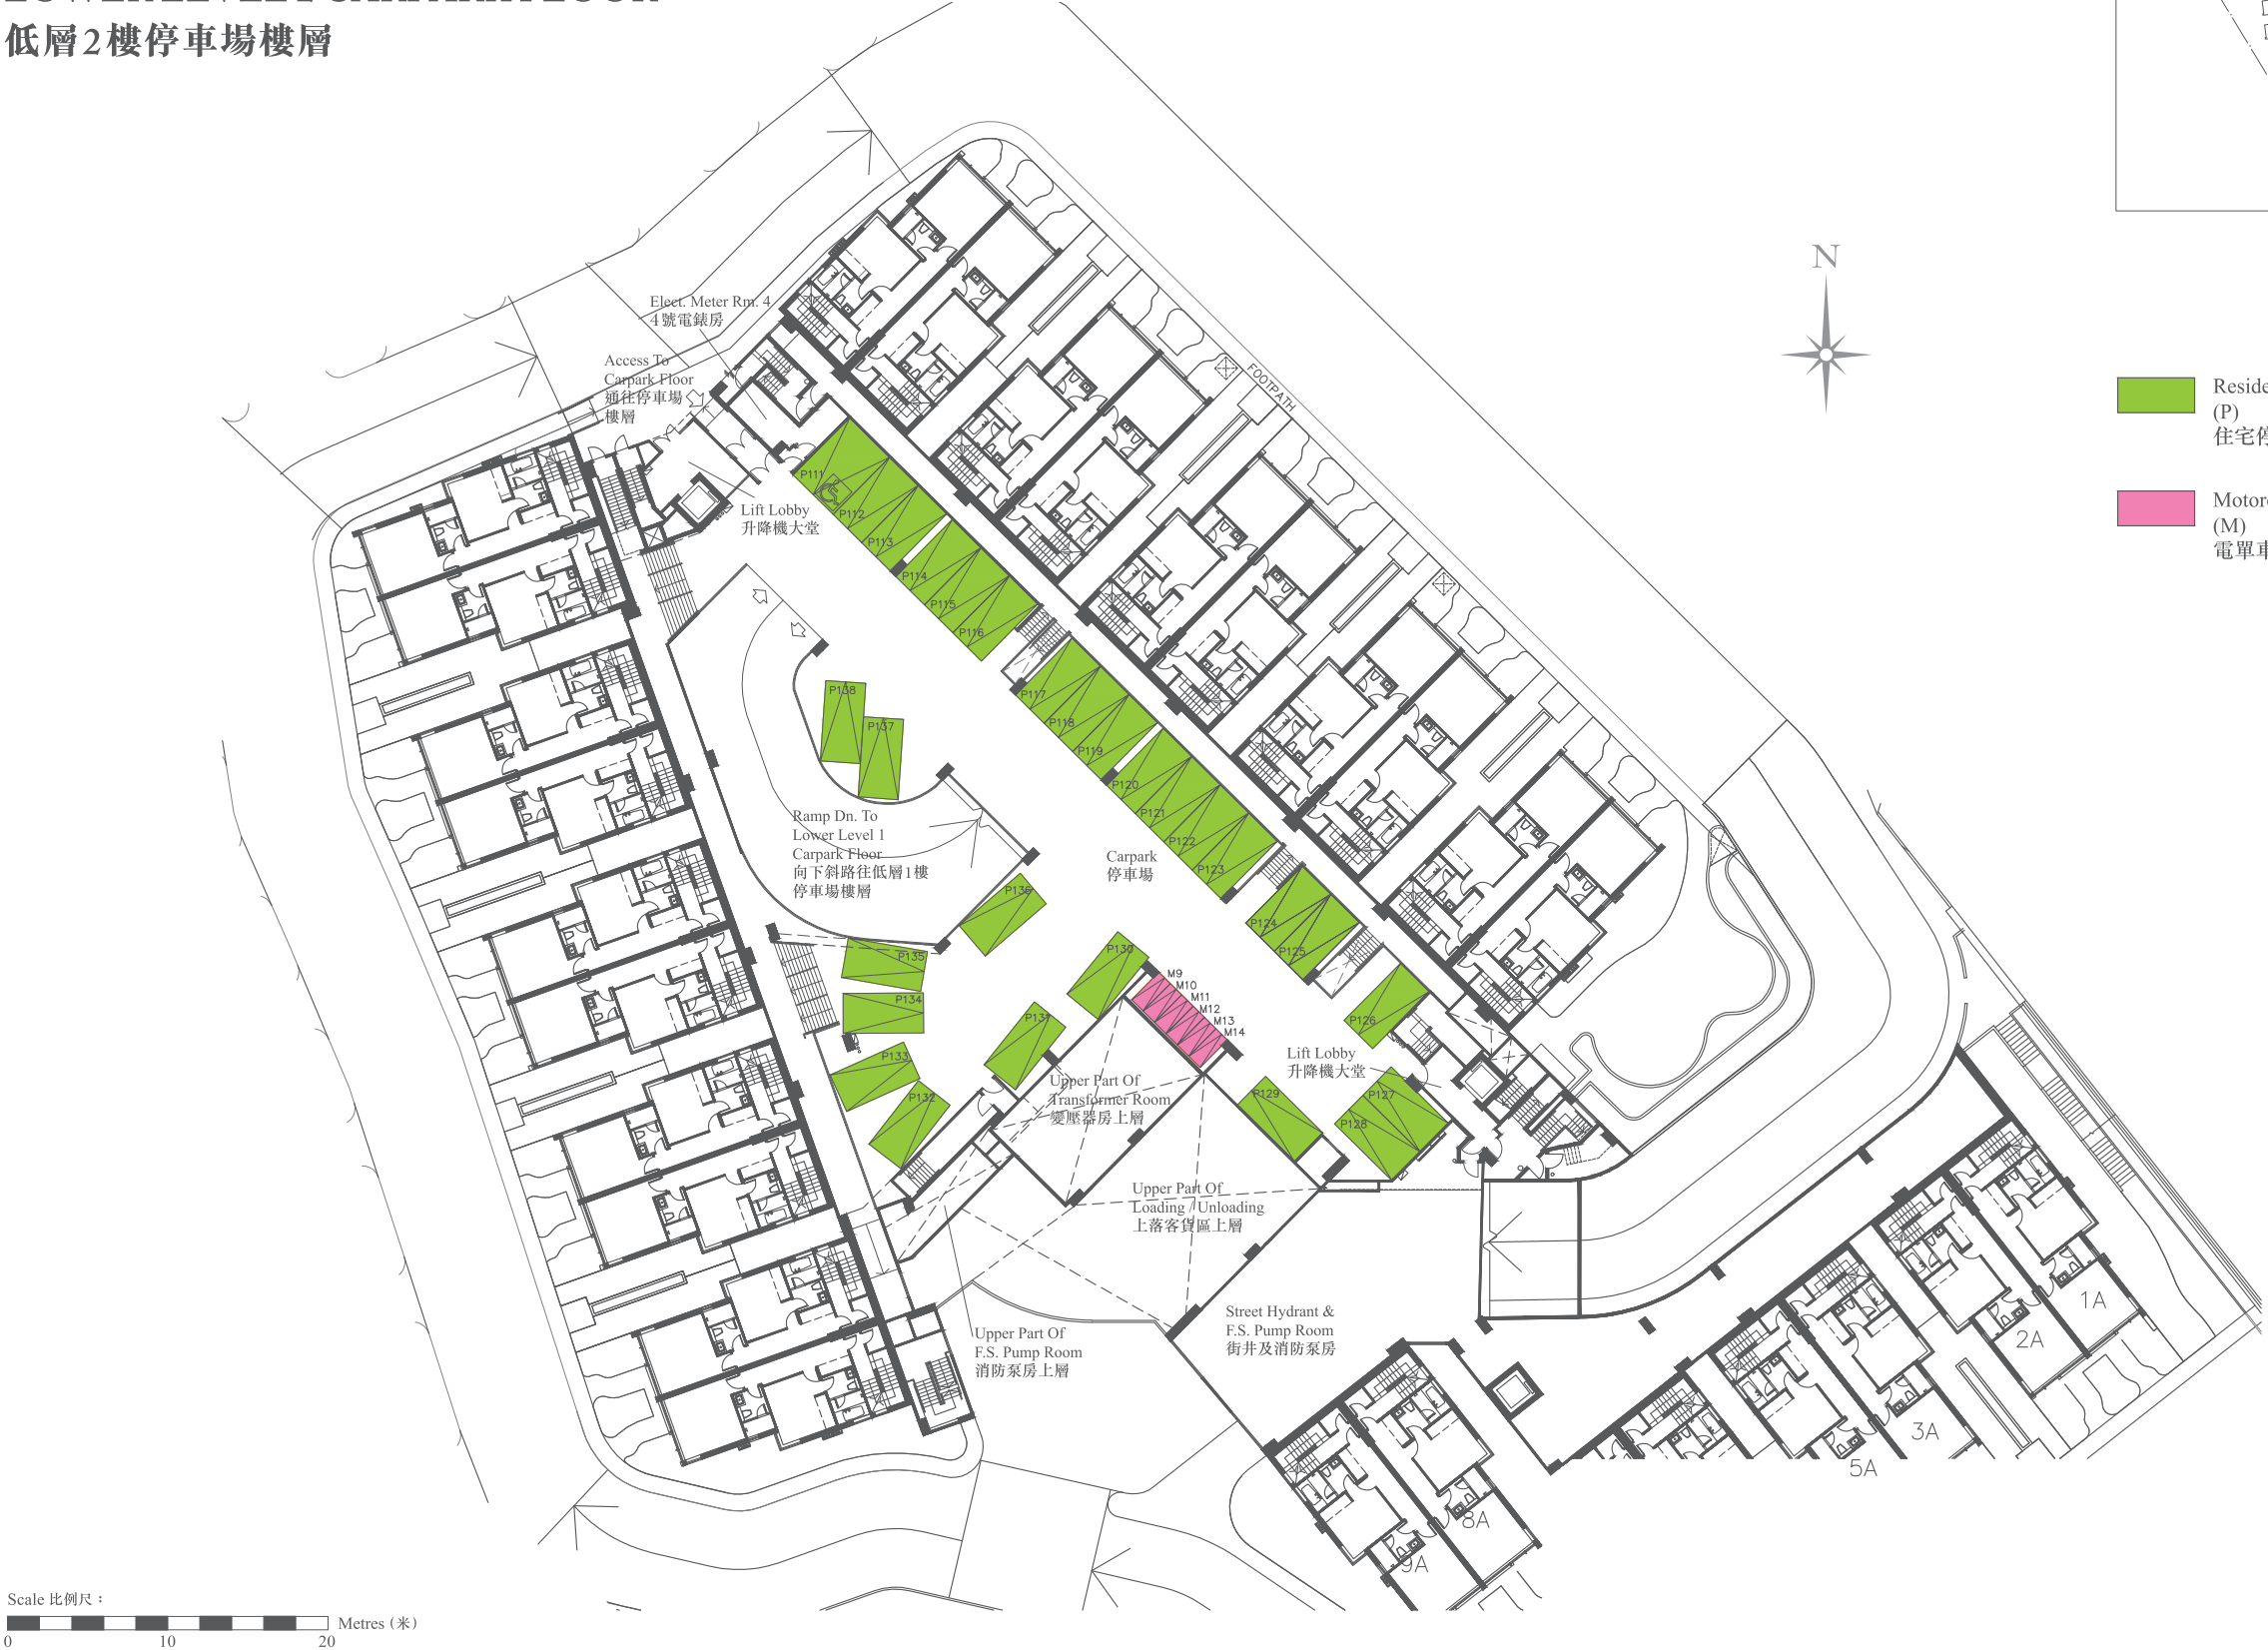 低層2樓停車場樓層
N
Elect. Meter Rm. 4
4號電錶房
Access To
Carpark Floor
通往停車場
樓層
FOOTPATH
(P)
(M)
Lift Lobby
升降機大堂
P111
P112
P113
P114
P115
P116
P117
P118
P119
P120
P121
P122
P123
P124
P125
P126
P127
P128
P129
P130
P131
P132
P133
P134
P135
P136
P137
P138
Ramp Dn. To
Lower Level 1
Carpark Floor
向下斜路往低層1樓
停車場樓層
Carpark
停車場
M9
M10
M11
M12
M13
M14
Lift Lobby
升降機大堂
Upper Part Of
Transformer Room
變壓器房上層
Upper Part Of
Loading / Unloading
上落客貨區上層
Street Hydrant &
F.S. Pump Room
街井及消防泵房
Upper Part Of
F.S. Pump Room
消防泵房上層
1A
2A
3A
5A
8A
9A
Scale 比例尺：
Metres (米)
0 10 20